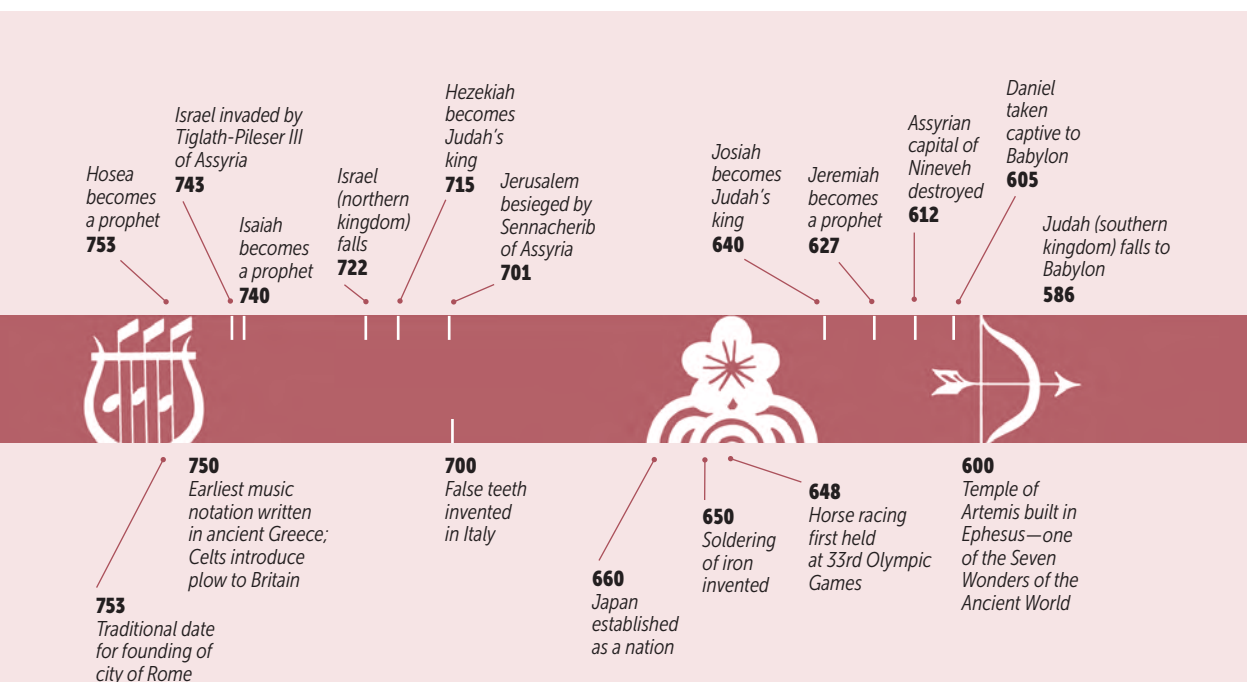 Hosea
becomes
a prophet
753
Israel invaded by
Tiglath-Pileser III
of Assyria
743
Isaiah
becomes
a prophet
740
Israel
(northern
kingdom)
falls
722
Hezekiah
becomes
Judah’s
king
715
Jerusalem
besieged by
Sennacherib
of Assyria
701
Josiah
becomes
Judah’s
king
640
Jeremiah
becomes
a prophet
627
Assyrian
capital of
Nineveh
destroyed
612
Daniel
taken
captive to
Babylon
605
Judah (southern
kingdom) falls to
Babylon
586
753
Traditional date
for founding of
city of Rome
750
Earliest music
notation written
in ancient Greece;
Celts introduce
plow to Britain
700
False teeth
invented
in Italy
660
Japan
established
as a nation
650
Soldering
of iron
invented
648
Horse racing
first held
at 33rd Olympic
Games
600
Temple of
Artemis built in
Ephesus—one
of the Seven
Wonders of the
Ancient World